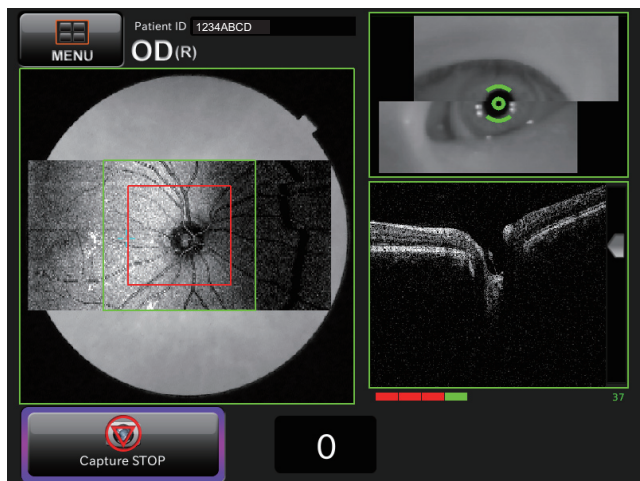 MENU
Patient ID 1234ABCD
OD(R)
37
Capture STOP
0